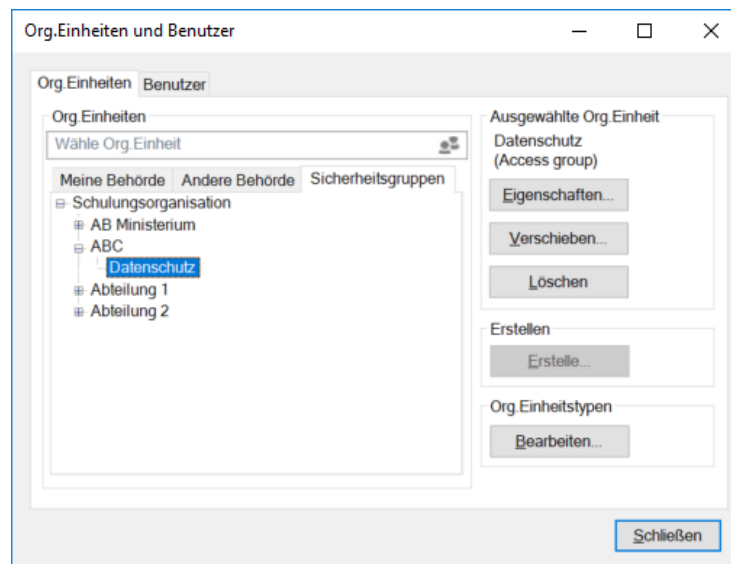 Org.Einheiten und Benutzer
Org.Einheiten Benutzer
Org.Einheiten
Wähle Org.Einheit
Meine Behörde Andere Behörde Sicherheitsgruppen
Schulungsorganisation
AB Ministerium
ABC
Datenschutz
Abteilung 1
Abteilung 2
Ausgewählte Org.Einheit
Datenschutz
(Access group)
Eigenschaften...
Verschieben...
Löschen
Erstellen
Erstelle...
Org.Einheitstypen
Bearbeiten...
Schließen